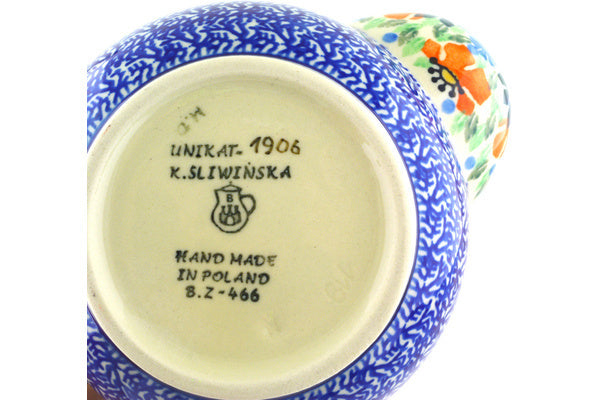 UNIKAT-1906
K.SLIWIŃSKA
B
HAND MADE
IN POLAND
B.Z-466